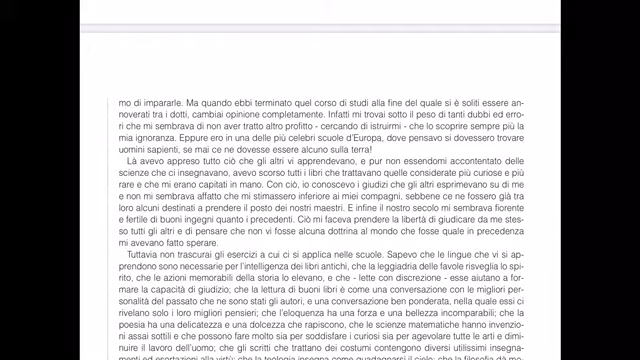 mo di impararle. Ma quando ebbi terminato quel corso di studi alla fine del quale si è soliti essere an-
noverati tra i dotti, cambiai opinione completamente. Infatti mi trovai sotto il peso di tanti dubbi ed erro-
ri che mi sembrava di non aver tratto altro profitto - cercando di istruirmi - che lo scoprire sempre più la
mia ignoranza. Eppure ero in una delle più celebri scuole d'Europa, dove pensavo si dovessero trovare
uomini sapienti, se mai ce ne dovesse essere alcuno sulla terra!
Là avevo appreso tutto ciò che gli altri vi apprendevano, e pur non essendomi accontentato delle
scienze che ci insegnavano, avevo scorso tutti i libri che trattavano quelle considerate più curiose e più
rare e che mi erano capitati in mano. Con ciò, io conoscevo i giudizi che gli altri esprimevano su di me
e non mi sembrava affatto che mi stimassero inferiore ai miei compagni, sebbene ce ne fossero già tra
loro alcuni destinati a prendere il posto dei nostri maestri. E infine il nostro secolo mi sembrava fiorente
e fertile di buoni ingegni quanto i precedenti. Ciò mi faceva prendere la libertà di giudicare da me stes-
so tutti gli altri e di pensare che non vi fosse alcuna dottrina al mondo che fosse quale in precedenza
mi avevano fatto sperare.
Tuttavia non trascurai gli esercizi a cui ci si applica nelle scuole. Sapevo che le lingue che vi si ap-
prendono sono necessarie per l'intelligenza dei libri antichi, che la leggiadria delle favole risveglia lo spi-
rito, che le azioni memorabili della storia lo elevano, e che - lette con discrezione - esse aiutano a for-
mare la capacità di giudizio; che la lettura di buoni libri è come una conversazione con le migliori per-
sonalità del passato che ne sono stati gli autori, e una conversazione ben ponderata, nella quale essi ci
rivelano solo i loro migliori pensieri; che l'eloquenza ha una forza e una bellezza incomparabili; che la
poesia ha una delicatezza e una dolcezza che rapiscono, che le scienze matematiche hanno invenzio-
ni assai sottili e che possono fare molto sia per soddisfare i curiosi sia per agevolare tutte le arti e dimi-
nuire il lavoro dell'uomo; che gli scritti che trattano dei costumi contengono diversi utilissimi insegna-
menti ed esortazioni alla virtù; che la teologia insegna come guadagnarsi il cielo; che la filosofia dà mo-